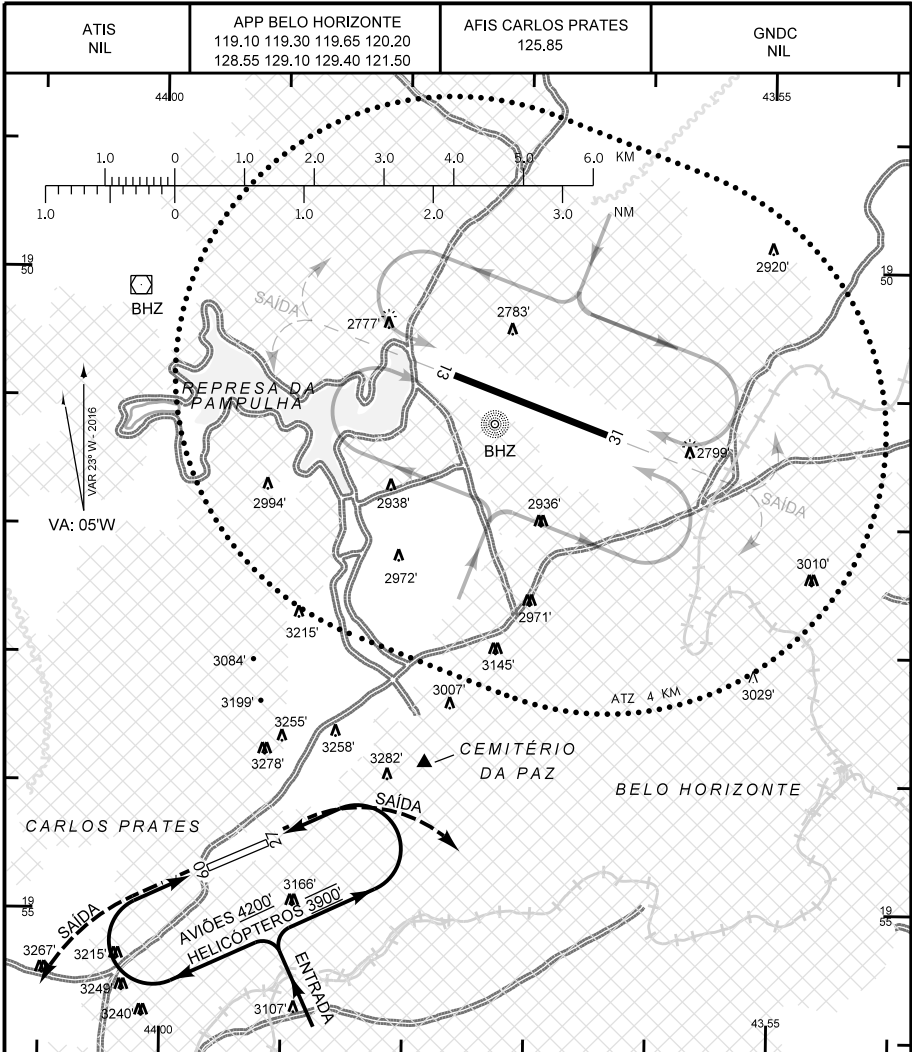 ATIS
NIL
APP BELO HORIZONTE
119.10 119.30 119.65 120.20
128.55 129.10 129.40 121.50
AFIS CARLOS PRATES
125.85
GNDC
NIL
44 00
43 55
1.0 0 1.0 2.0 3.0 4.0 5.0 6.0 KM
1.0 0 1.0 2.0 3.0 NM
19
50
19
50
2920'
BHZ
SAÍDA
2777'
2783'
13
REPRESA DA
PAMPULHA
31
BHZ
2799'
VAR 23º W - 2016
VA: 05'W
2994'
2938'
2936'
SAÍDA
2972'
3010'
3215'
2971'
3084'
3145'
3199'
3007'
3029'
ATZ 4 KM
3255'
3258'
3278'
3282'
CEMITÉRIO
DA PAZ
BELO HORIZONTE
SAÍDA
CARLOS PRATES
27
09
3166'
AVIÕES 4200'
HELICÓPTEROS 3900'
19
55
19
55
SAÍDA
3267'
3215'
3249'
3240'
ENTRADA
3107'
44 00
43 55